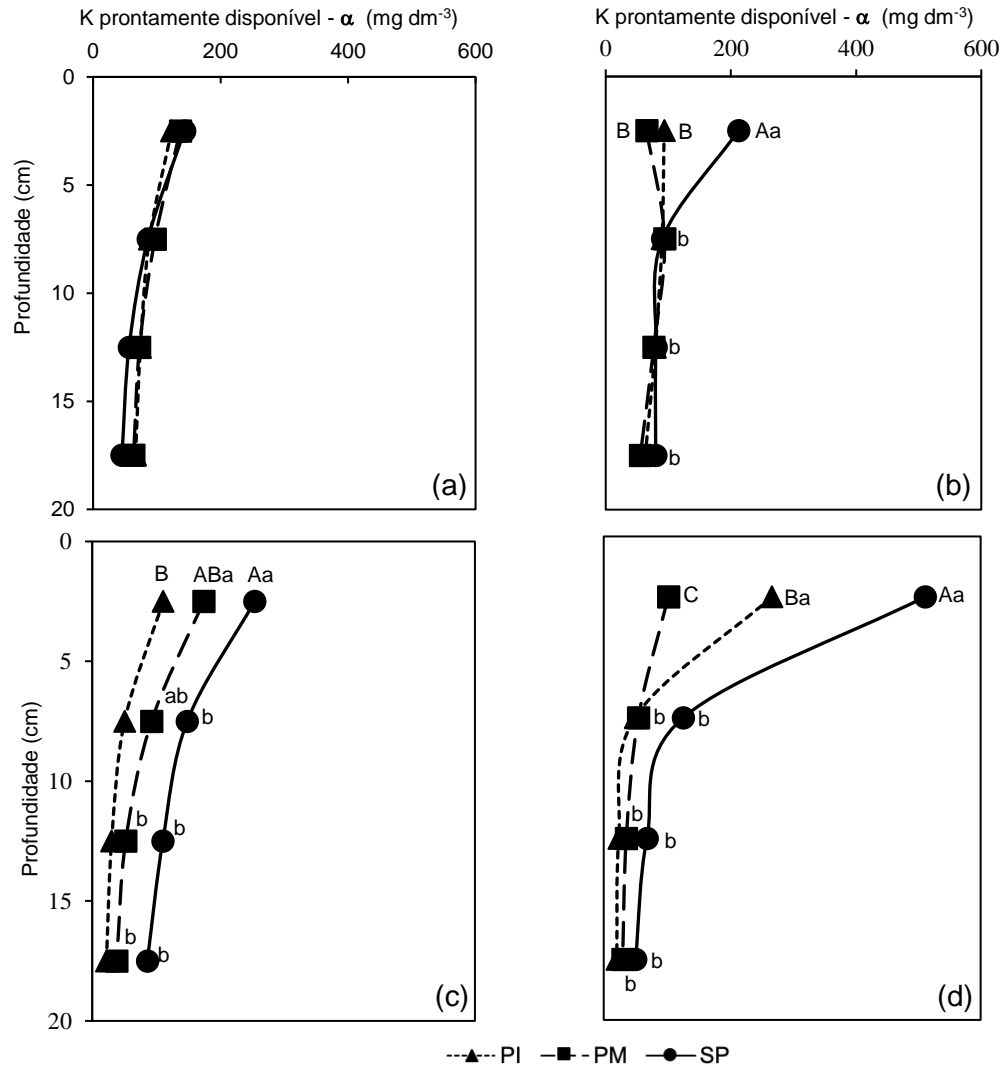 K prontamente disponível - α (mg dm-3)
0 200 400 600
K prontamente disponível - α (mg dm-3)
0 200 400 600
Profundidade (cm)
0
5
10
15
20
(a)
B B Aa
b
b
b
(b)
Profundidade (cm)
0
5
10
15
20
B ABa Aa
ab b
b b
b b
(c)
C Ba Aa
b b
b b
b b
(d)
PI PM SP